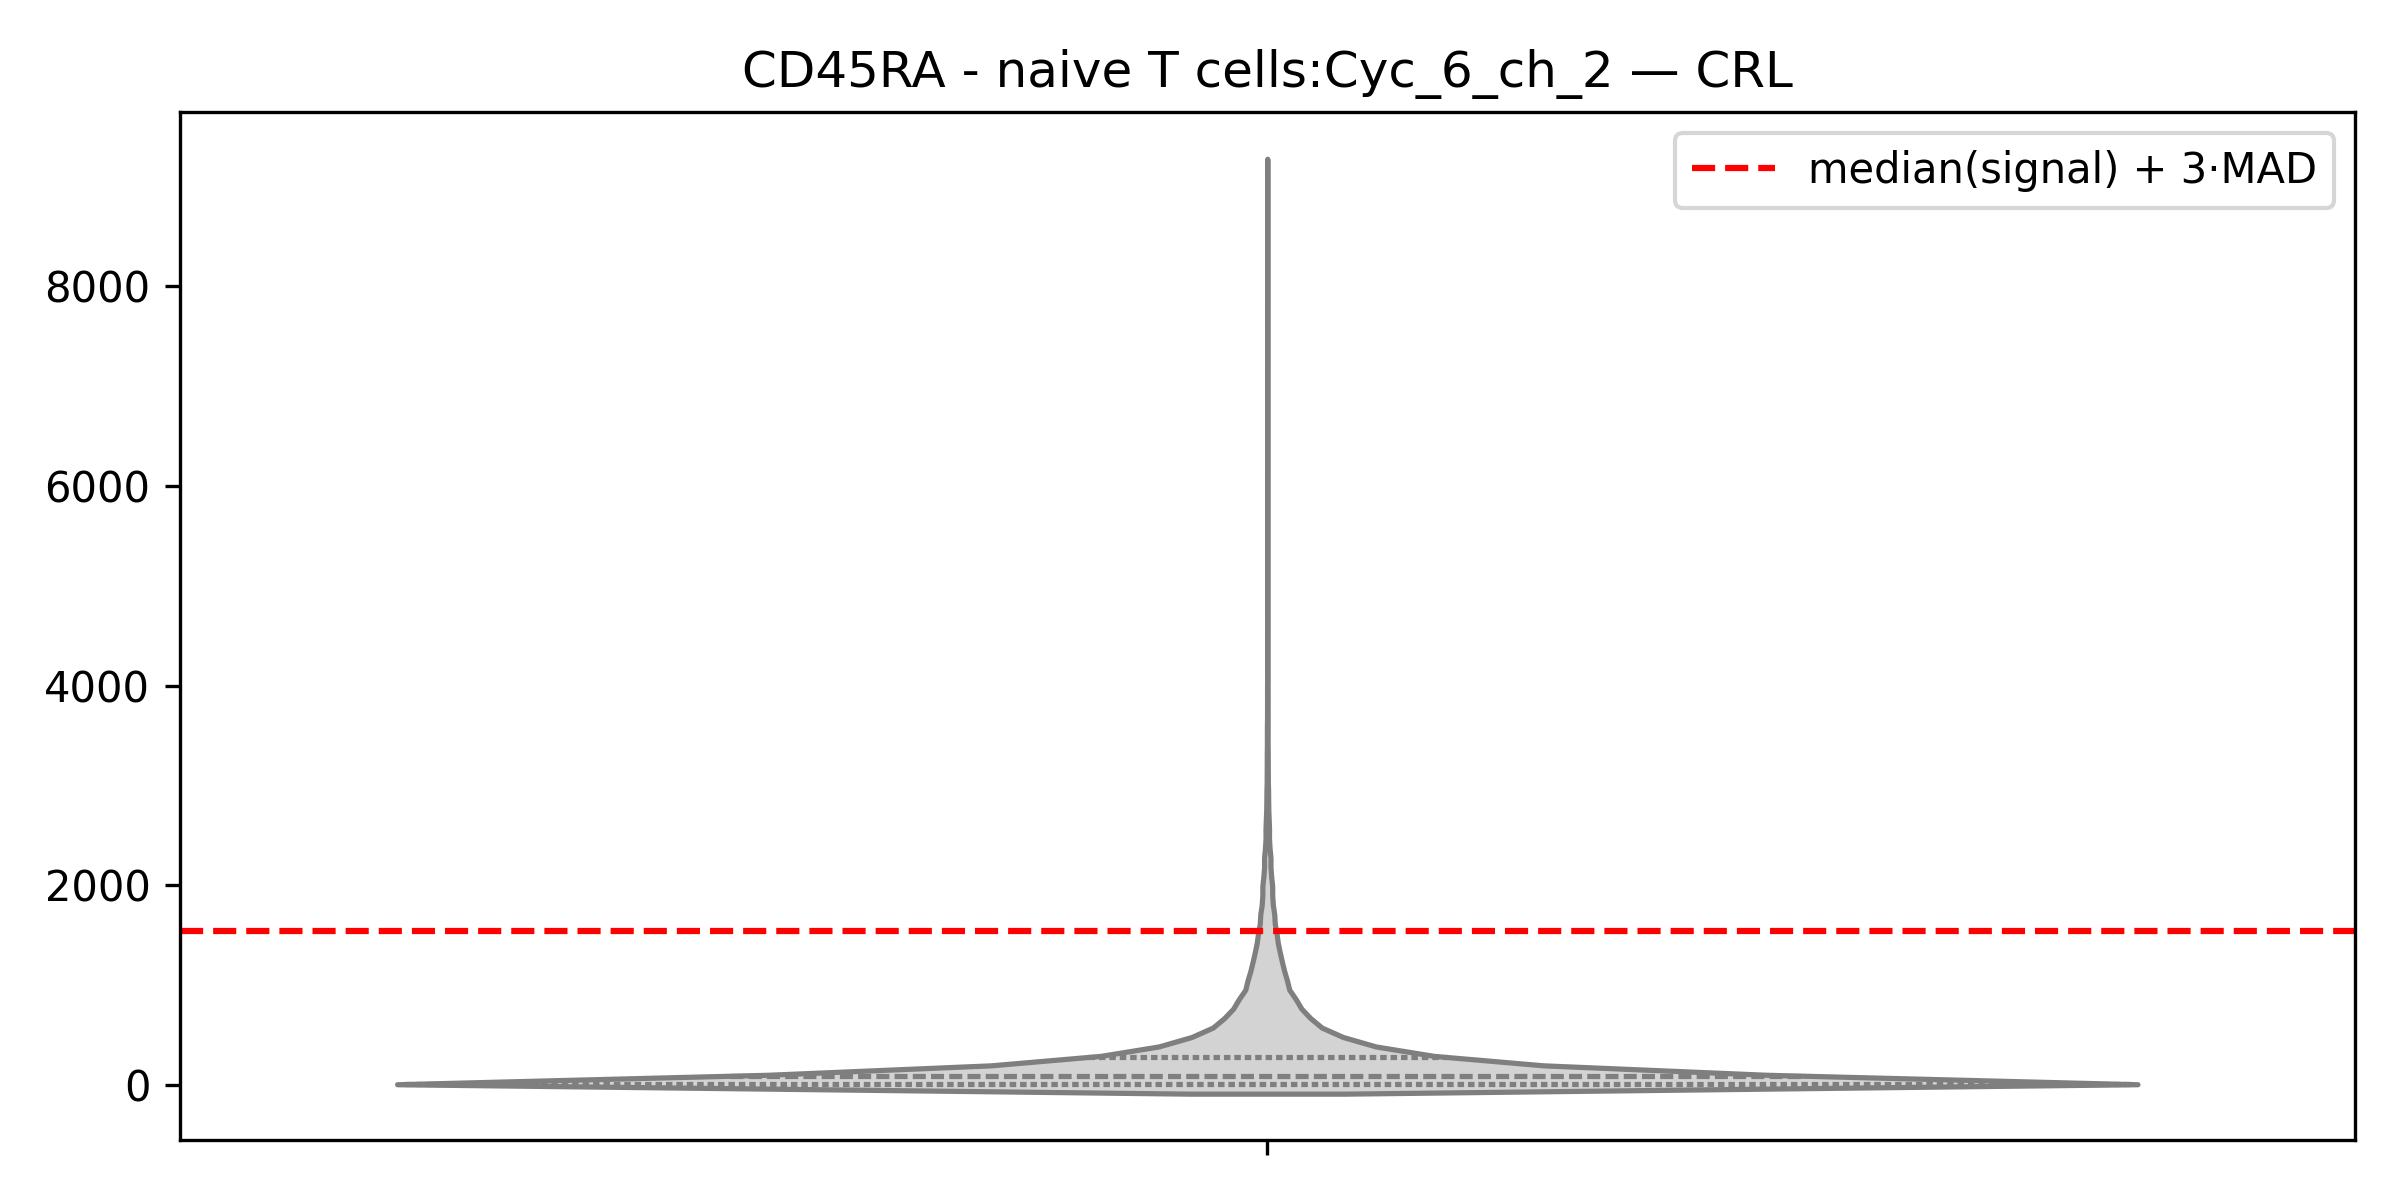 CD45RA - naive T cells:Cyc_6_ch_2 — CRL
median(signal) + 3·MAD
8000
6000
4000
2000
0